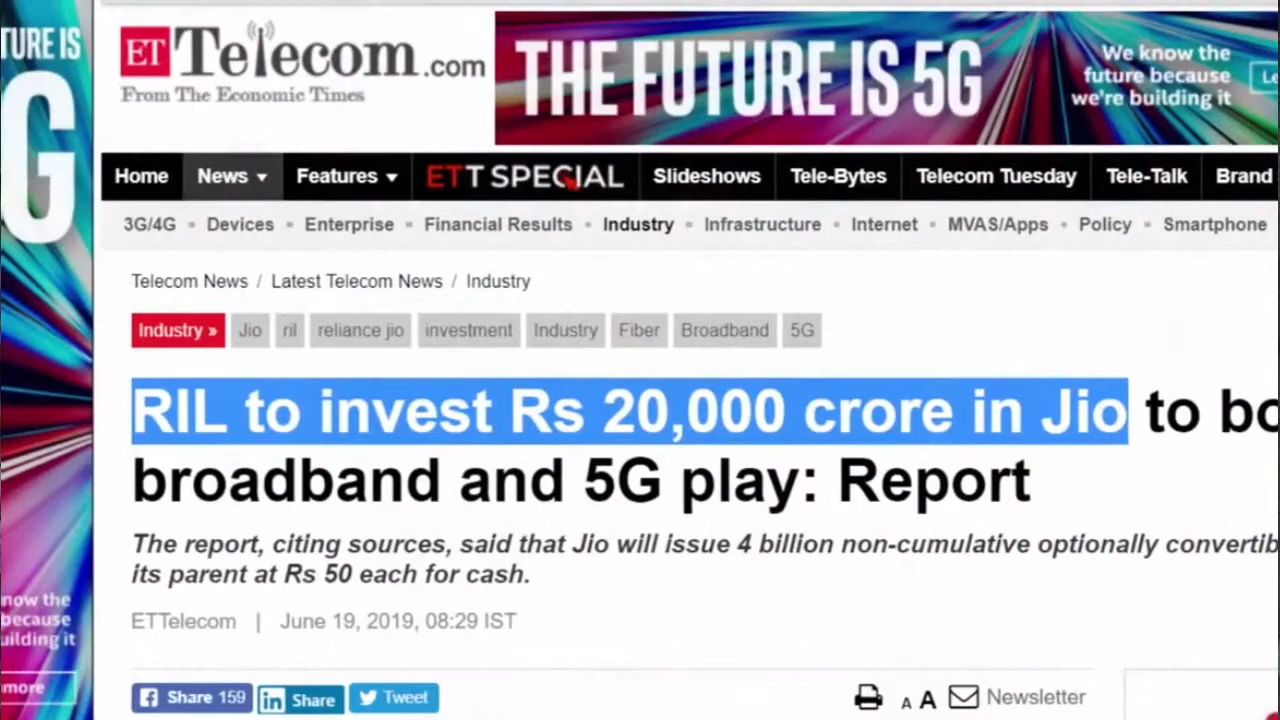 TURE IS
G
ET Telecom.com
From The Economic Times
THE FUTURE IS 5G
We know the
future because
we're building it
Le
Home News Features ETT SPECIAL Slideshows Tele-Bytes Telecom Tuesday Tele-Talk Brand
3G/4G Devices Enterprise Financial Results Industry Infrastructure Internet MVAS/Apps Policy Smartphone
Telecom News / Latest Telecom News / Industry
Industry » Jio ril reliance jio investment Industry Fiber Broadband 5G
RIL to invest Rs 20,000 crore in Jio to bo
broadband and 5G play: Report
The report, citing sources, said that Jio will issue 4 billion non-cumulative optionally convertib
its parent at Rs 50 each for cash.
ETTelecom | June 19, 2019, 08:29 IST
now the
because
uilding it
more
Share 159 in Share Tweet A A Newsletter